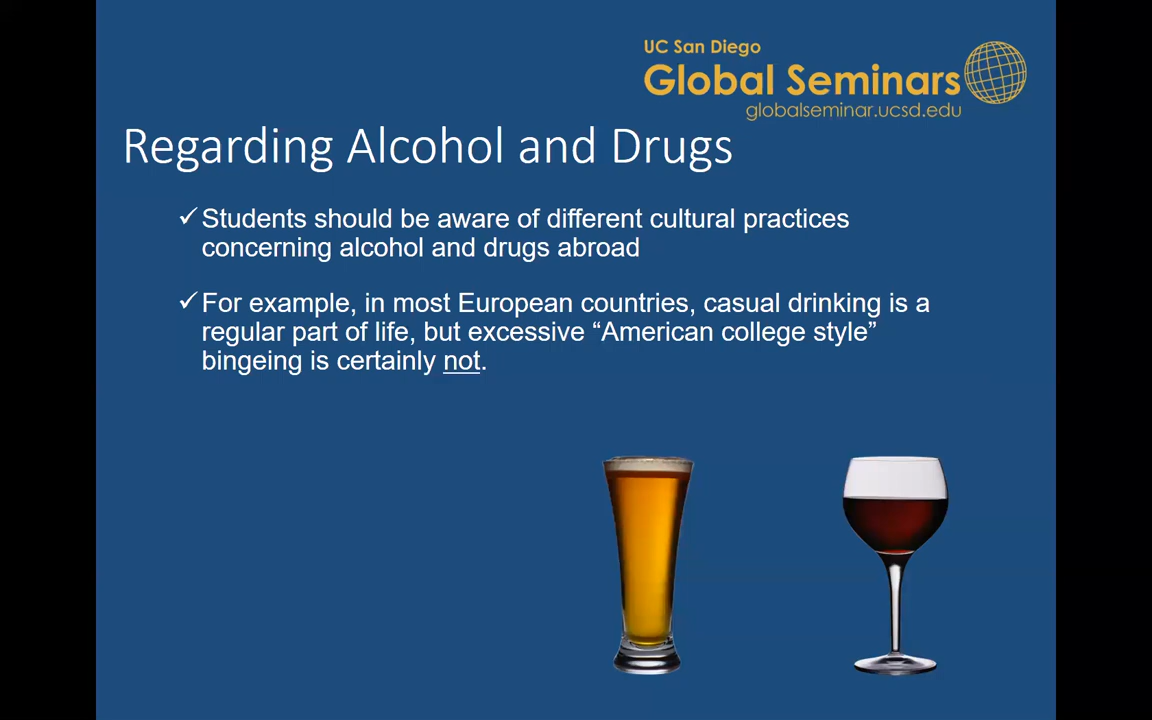 UC San Diego
Global Seminars
globalseminar.ucsd.edu
Regarding Alcohol and Drugs
✓Students should be aware of different cultural practices
concerning alcohol and drugs abroad
✓For example, in most European countries, casual drinking is a
regular part of life, but excessive “American college style”
bingeing is certainly not.